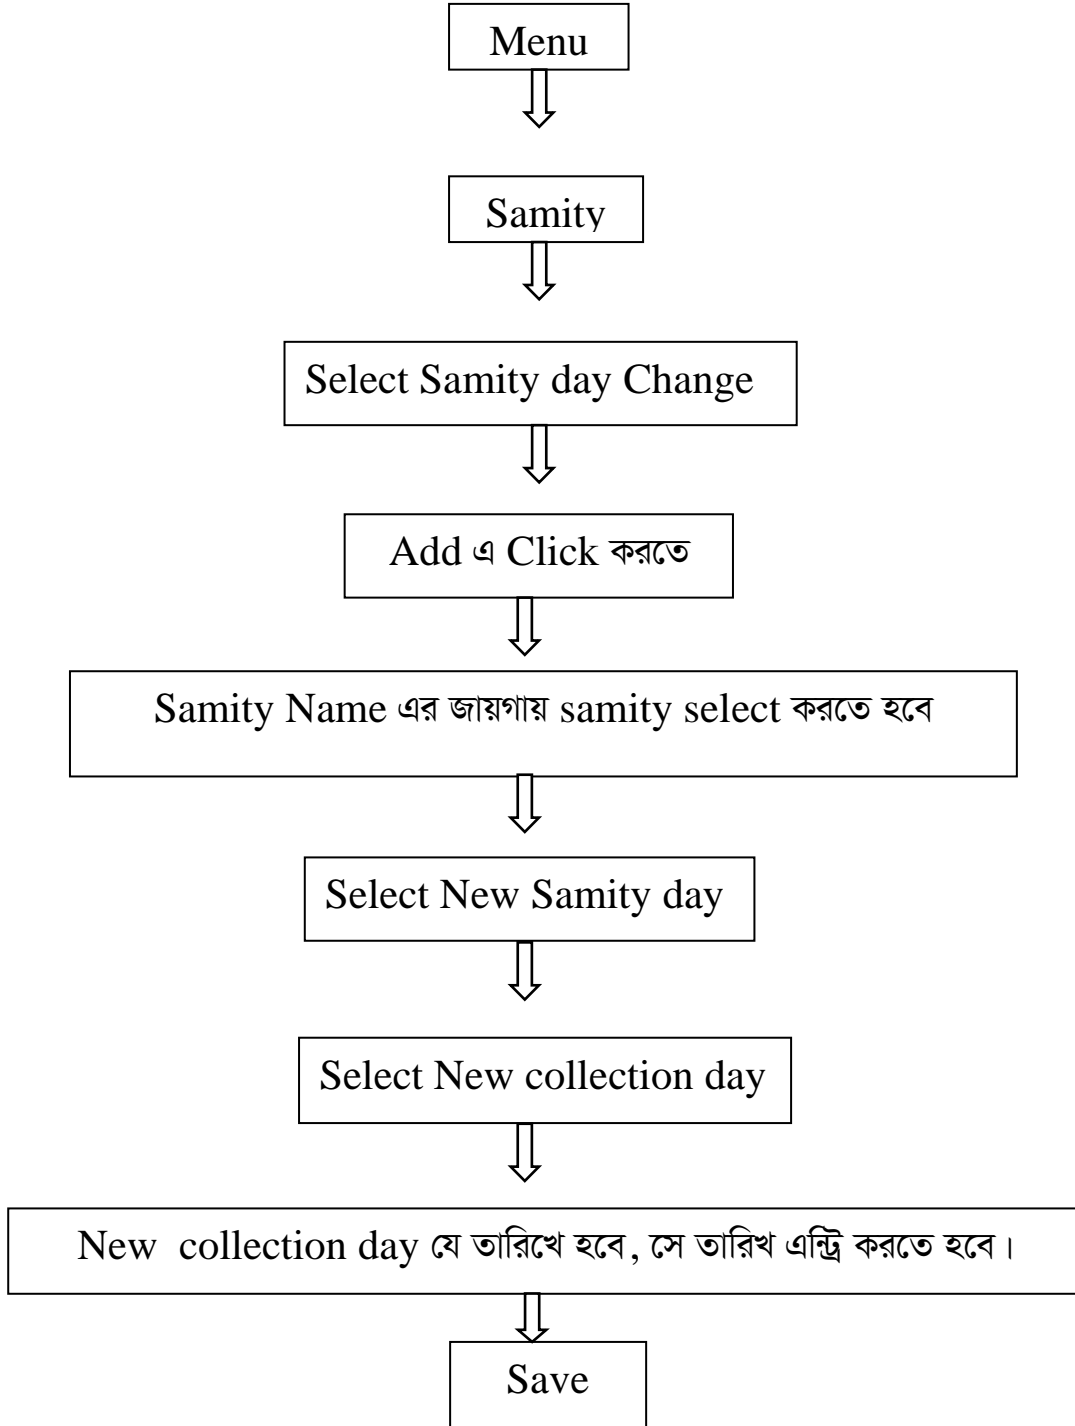 Menu
Samity
Select Samity day Change
Add এ Click করতে
Samity Name এর জায়গায় samity select করতে হবে
Select New Samity day
Select New collection day
New collection day যে তারিখে হবে, সে তারিখ এন্ট্রি করতে হবে।
Save